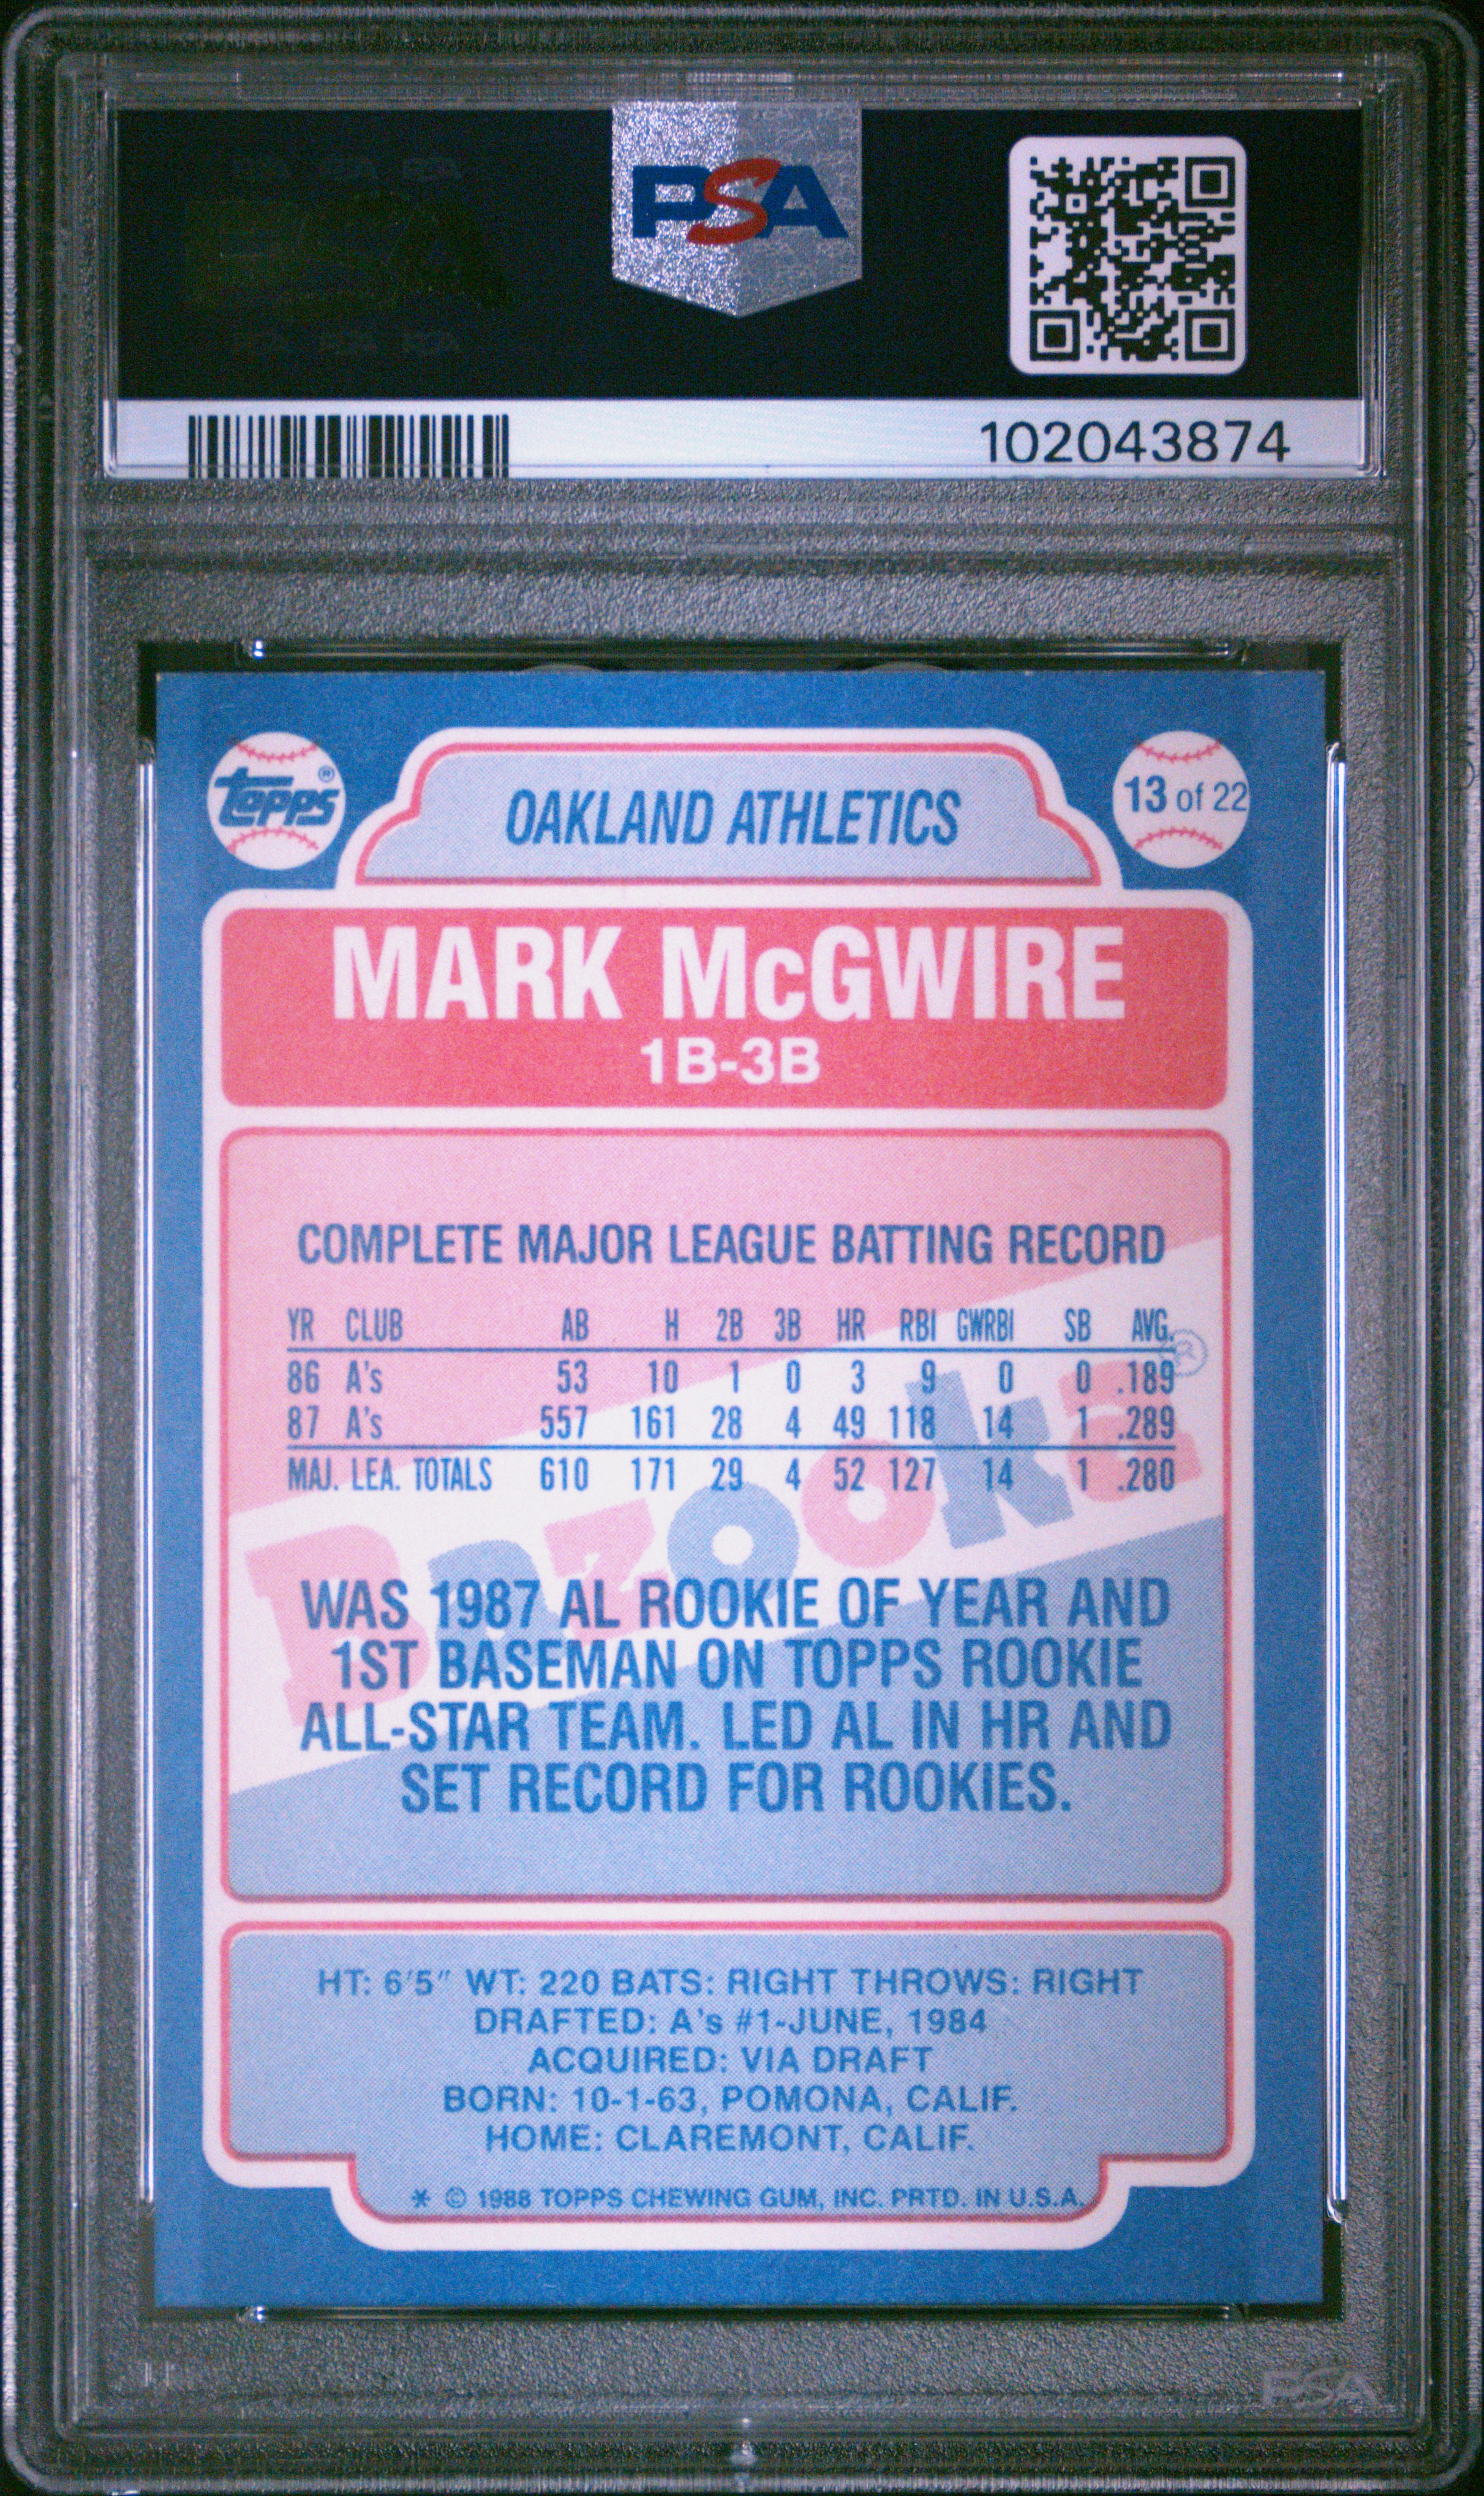 PSA
102043874
topps®
OAKLAND ATHLETICS
13 of 22
MARK McGWIRE
1B-3B
COMPLETE MAJOR LEAGUE BATTING RECORD
YR CLUB AB H 2B 3B HR RBI GWRBI SB AVG.
86 A's 53 10 1 0 3 9 0 0 .189
87 A's 557 161 28 4 49 118 14 1 .289
MAJ. LEA. TOTALS 610 171 29 4 52 127 14 1 .280
Bazooka®
WAS 1987 AL ROOKIE OF YEAR AND
1ST BASEMAN ON TOPPS ROOKIE
ALL-STAR TEAM. LED AL IN HR AND
SET RECORD FOR ROOKIES.
HT: 6'5" WT: 220 BATS: RIGHT THROWS: RIGHT
DRAFTED: A's #1-JUNE, 1984
ACQUIRED: VIA DRAFT
BORN: 10-1-63, POMONA, CALIF.
HOME: CLAREMONT, CALIF.
* © 1988 TOPPS CHEWING GUM, INC. PRTD. IN U.S.A.
PSA